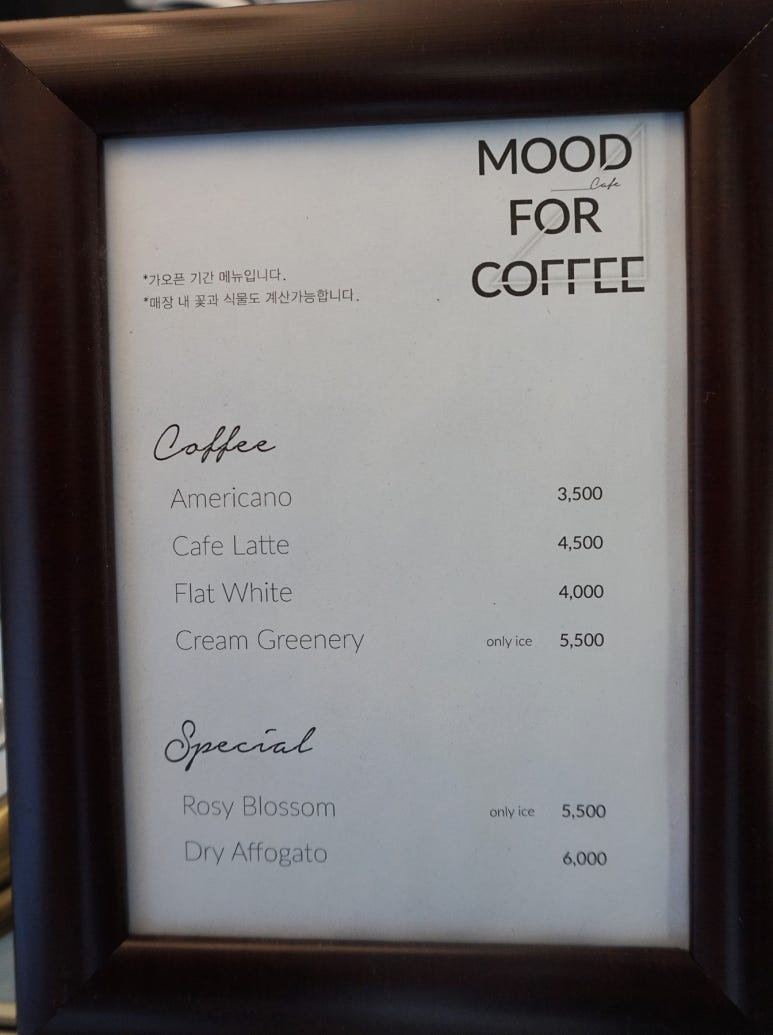 MOOD
Cafe
FOR
COFFEE
*가오픈 기간 메뉴입니다.
*매장 내 꽃과 식물도 계산가능합니다.
Coffee
Americano 3,500
Cafe Latte 4,500
Flat White 4,000
Cream Greenery only ice 5,500
Special
Rosy Blossom only ice 5,500
Dry Affogato 6,000